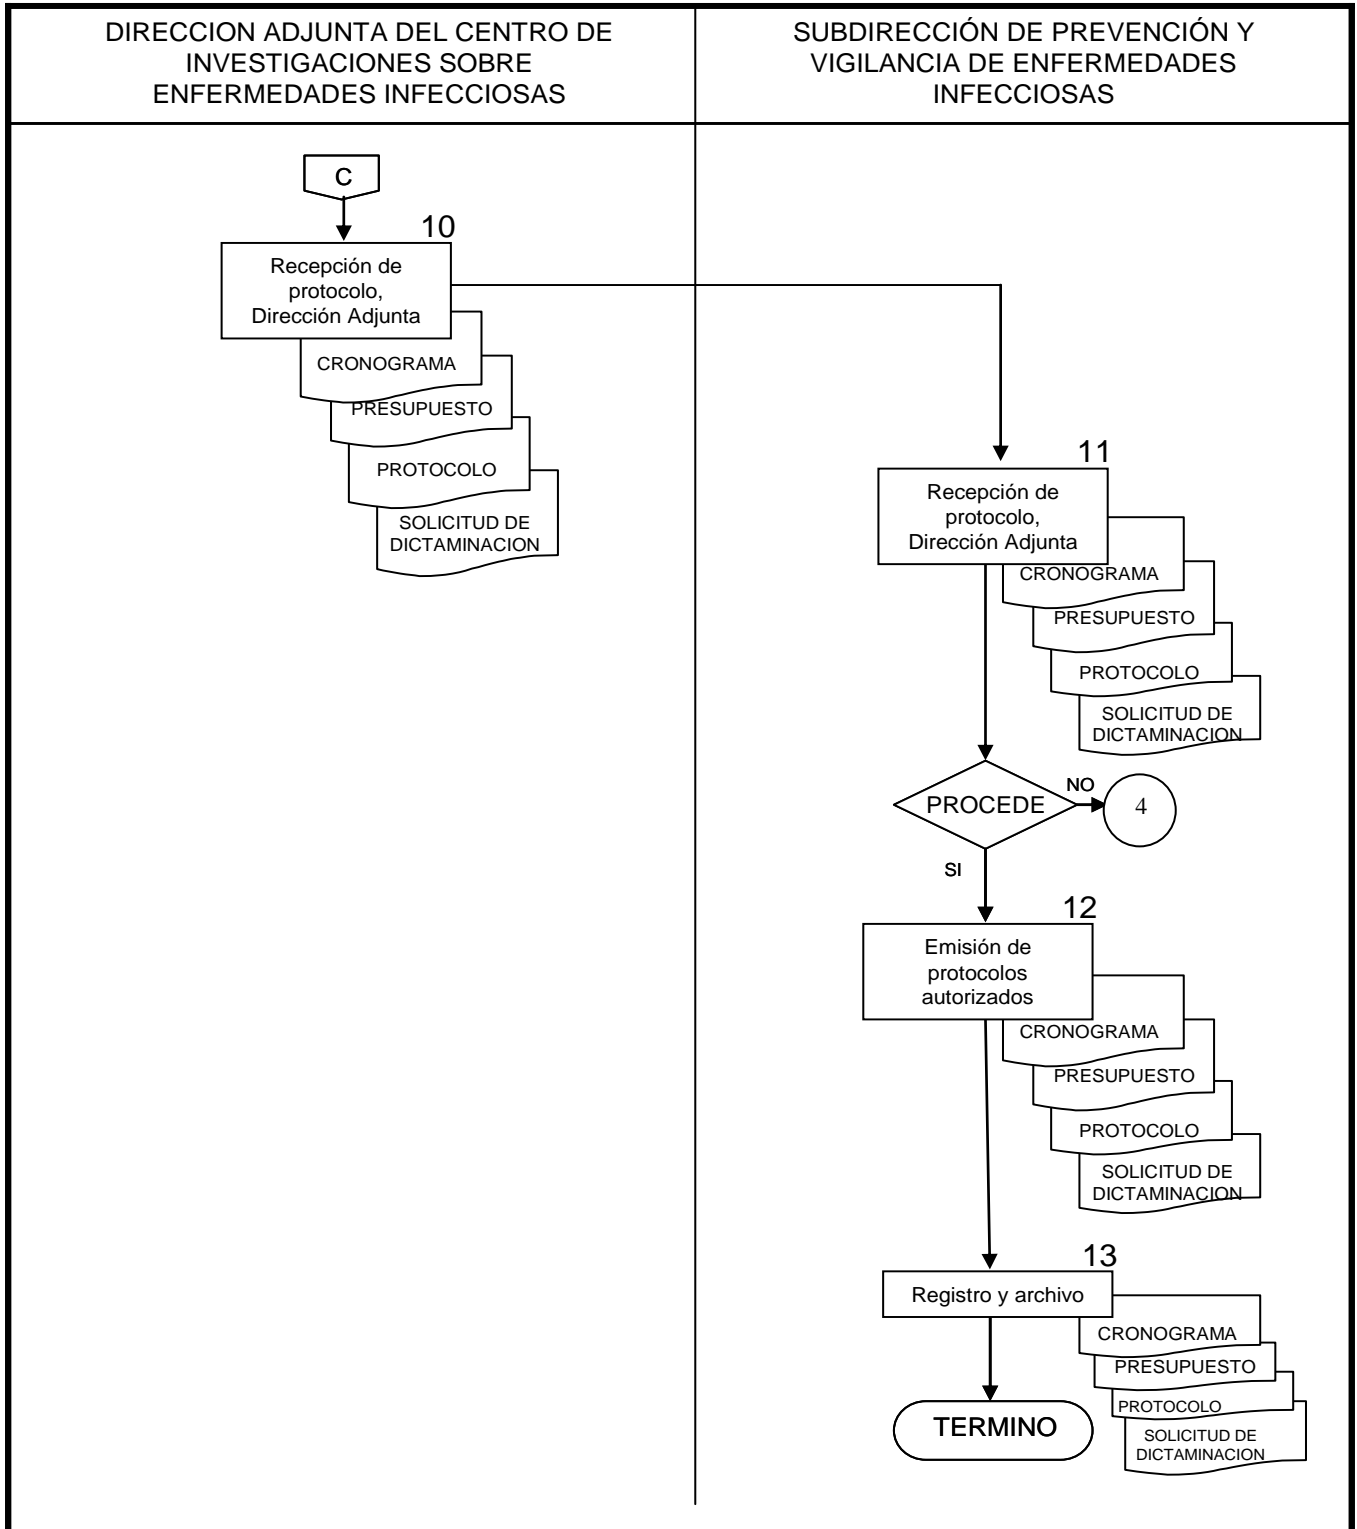 DIRECCION ADJUNTA DEL CENTRO DE
INVESTIGACIONES SOBRE
ENFERMEDADES INFECCIOSAS
SUBDIRECCIÓN DE PREVENCIÓN Y
VIGILANCIA DE ENFERMEDADES
INFECCIOSAS
C
10
Recepción de
protocolo,
Dirección Adjunta
CRONOGRAMA
PRESUPUESTO
PROTOCOLO
SOLICITUD DE
DICTAMINACION
11
Recepción de
protocolo,
Dirección Adjunta
CRONOGRAMA
PRESUPUESTO
PROTOCOLO
SOLICITUD DE
DICTAMINACION
PROCEDE
NO
4
SI
12
Emisión de
protocolos
autorizados
CRONOGRAMA
PRESUPUESTO
PROTOCOLO
SOLICITUD DE
DICTAMINACION
13
Registro y archivo
CRONOGRAMA
PRESUPUESTO
PROTOCOLO
SOLICITUD DE
DICTAMINACION
TERMINO